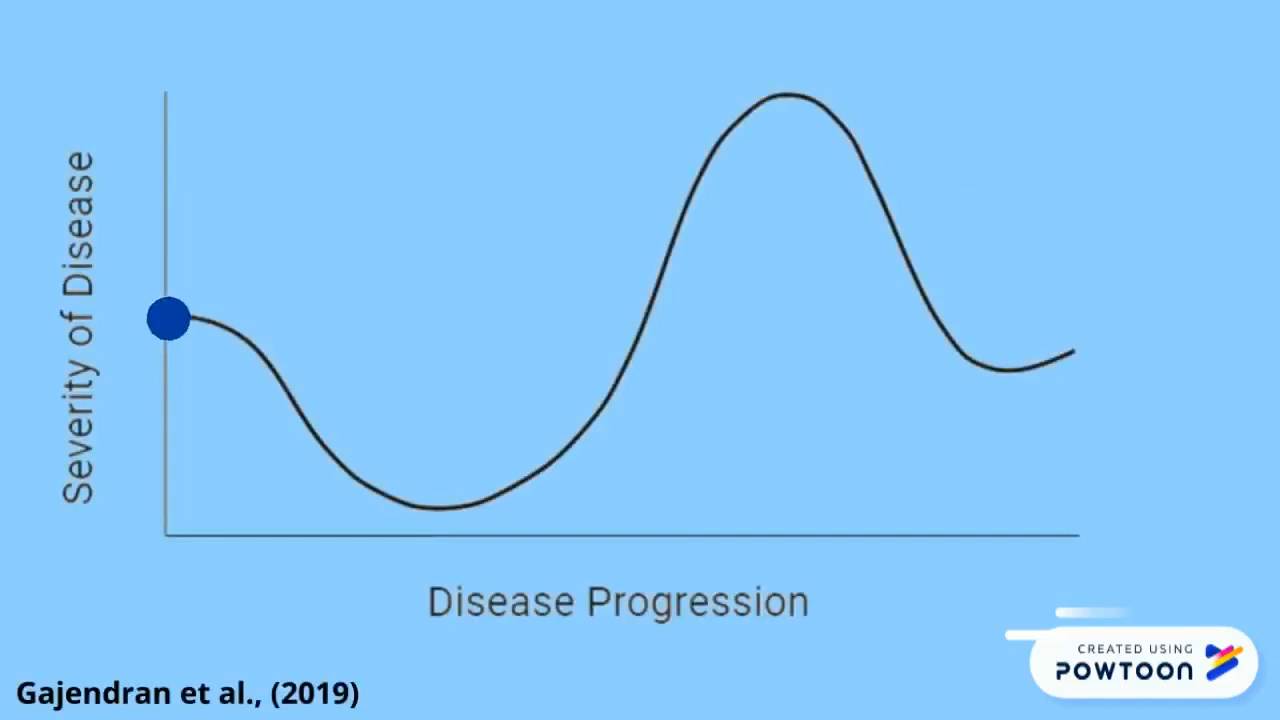 Severity of Disease
Disease Progression
CREATED USING
POWTOON
Gajendran et al., (2019)